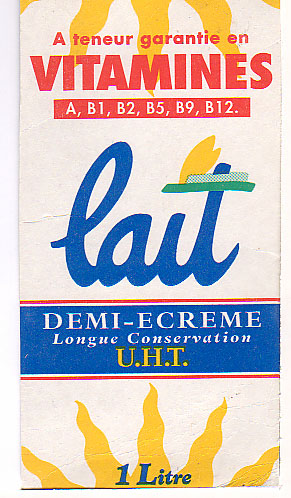 A teneur garantie en
VITAMINES
A, B1, B2, B5, B9, B12.
lait
DEMI-ECREME
Longue Conservation
U.H.T.
1 Litre